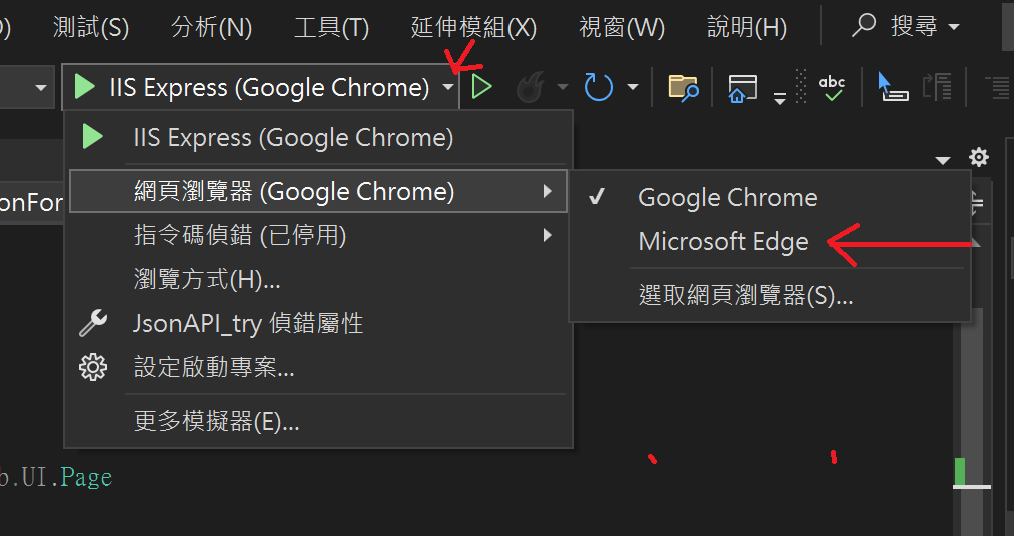 測試(S) 分析(N) 工具(T) 延伸模組(X) 視窗(W) 說明(H) 搜尋
IIS Express (Google Chrome) abc
IIS Express (Google Chrome)
onFor 網頁瀏覽器 (Google Chrome) Google Chrome
指令碼偵錯 (已停用) Microsoft Edge
瀏覽方式(H)... 選取網頁瀏覽器(S)...
JsonAPI_try 偵錯屬性
設定啟動專案...
更多模擬器(E)...
b.UI.Page